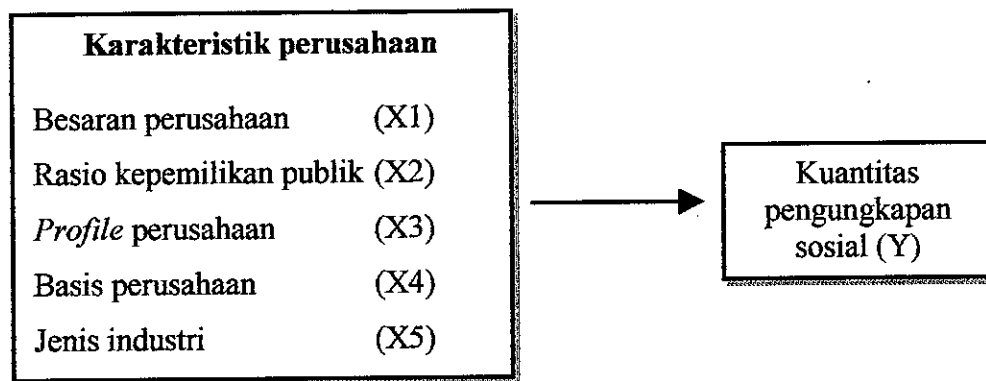 Karakteristik perusahaan
Besaran perusahaan (X1)
Rasio kepemilikan publik (X2)
Profile perusahaan (X3)
Basis perusahaan (X4)
Jenis industri (X5)
Kuantitas
pengungkapan
sosial (Y)